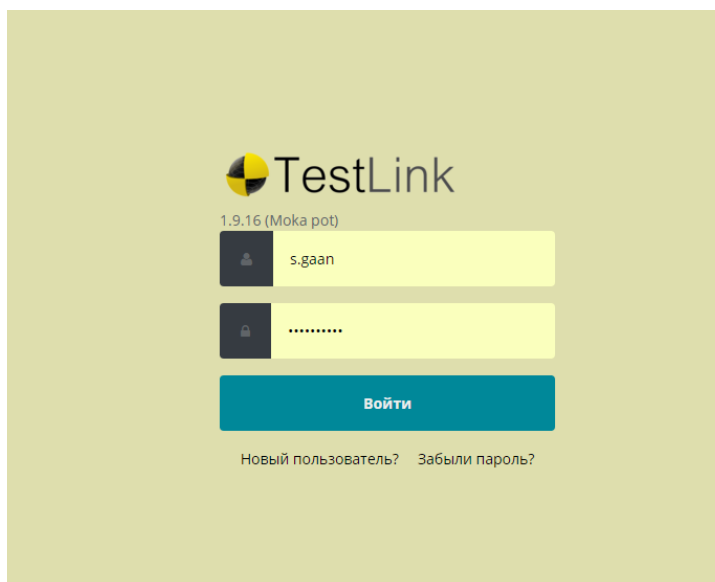 TestLink
1.9.16 (Moka pot)
s.gaan
••••••••••
Войти
Новый пользователь? Забыли пароль?